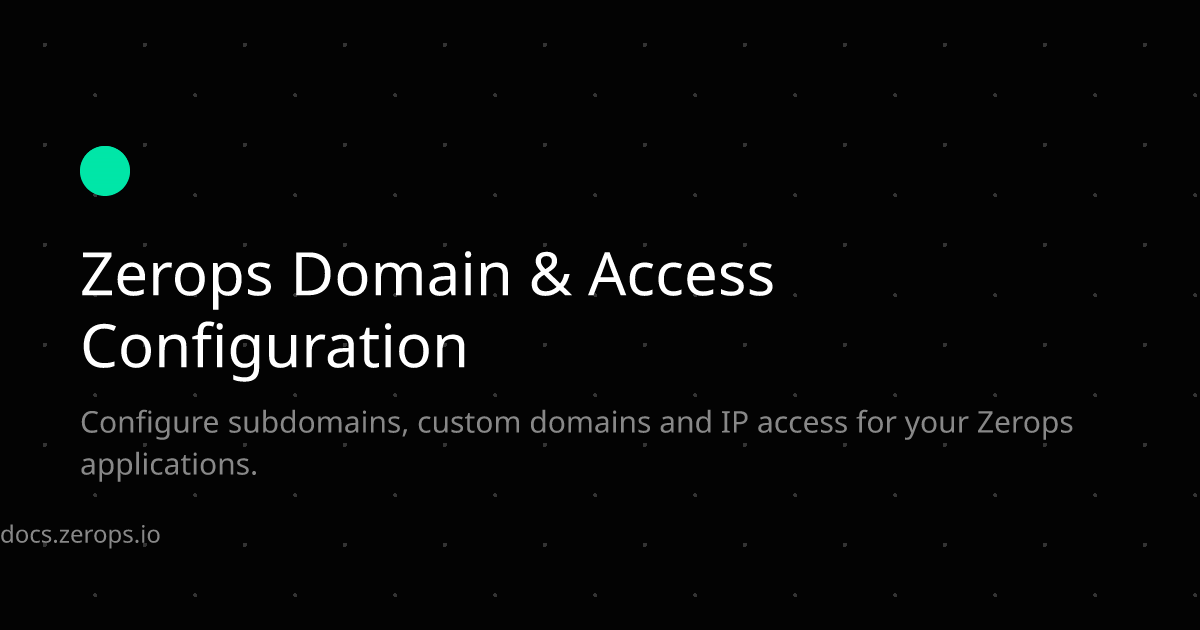 Zerops Domain & Access
Configuration
Configure subdomains, custom domains and IP access for your Zerops
applications.
docs.zerops.io